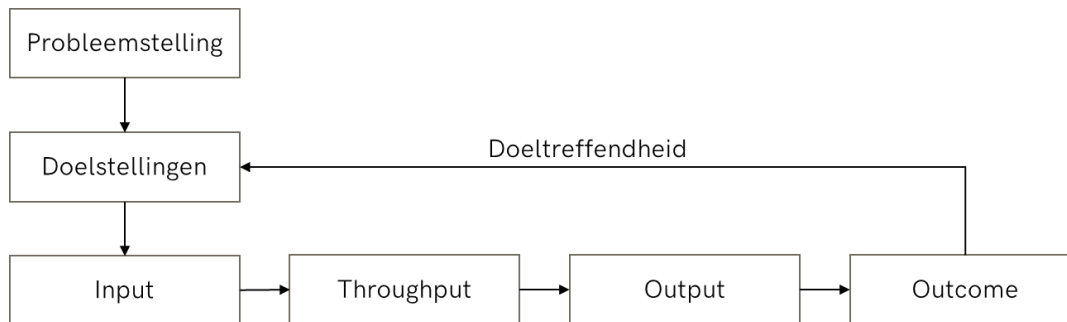 Probleemstelling
Doelstellingen
Doeltreffendheid
Input
Throughput
Output
Outcome